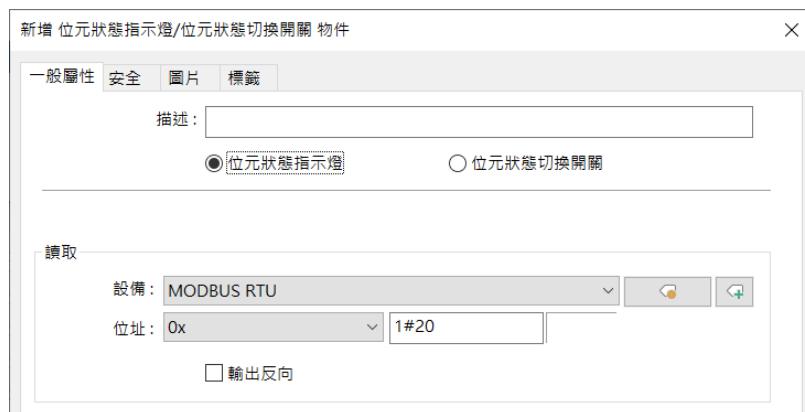 新增 位元狀態指示燈/位元狀態切換開關 物件
一般屬性 安全 圖片 標籤
描述 :
位元狀態指示燈 位元狀態切換開關
讀取
設備 : MODBUS RTU
位址 : 0x 1#20
輸出反向